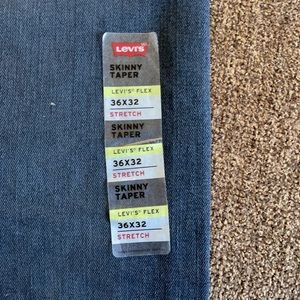 Levi's
SKINNY
TAPER
LEVI'S® FLEX
36X32
STRETCH
SKINNY
TAPER
LEVI'S® FLEX
36X32
STRETCH
SKINNY
TAPER
LEVI'S® FLEX
36X32
STRETCH